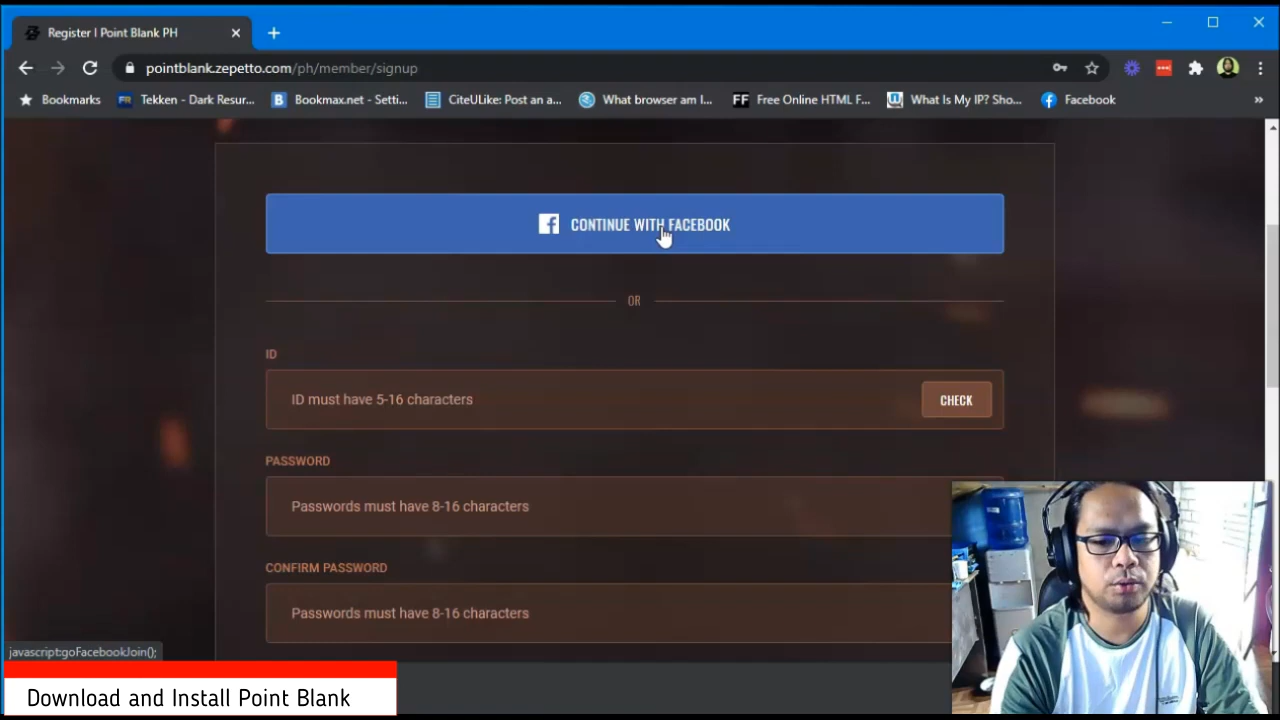 Register | Point Blank PH
pointblank.zepetto.com/ph/member/signup
Bookmarks
Tekken - Dark Resur...
Bookmax.net - Setti...
CiteULike: Post an a...
What browser am I...
FF Free Online HTML F...
What Is My IP? Sho...
Facebook
»
CONTINUE WITH FACEBOOK
OR
ID
ID must have 5-16 characters
CHECK
PASSWORD
Passwords must have 8-16 characters
CONFIRM PASSWORD
Passwords must have 8-16 characters
javascript:goFacebookJoin();
Download and Install Point Blank